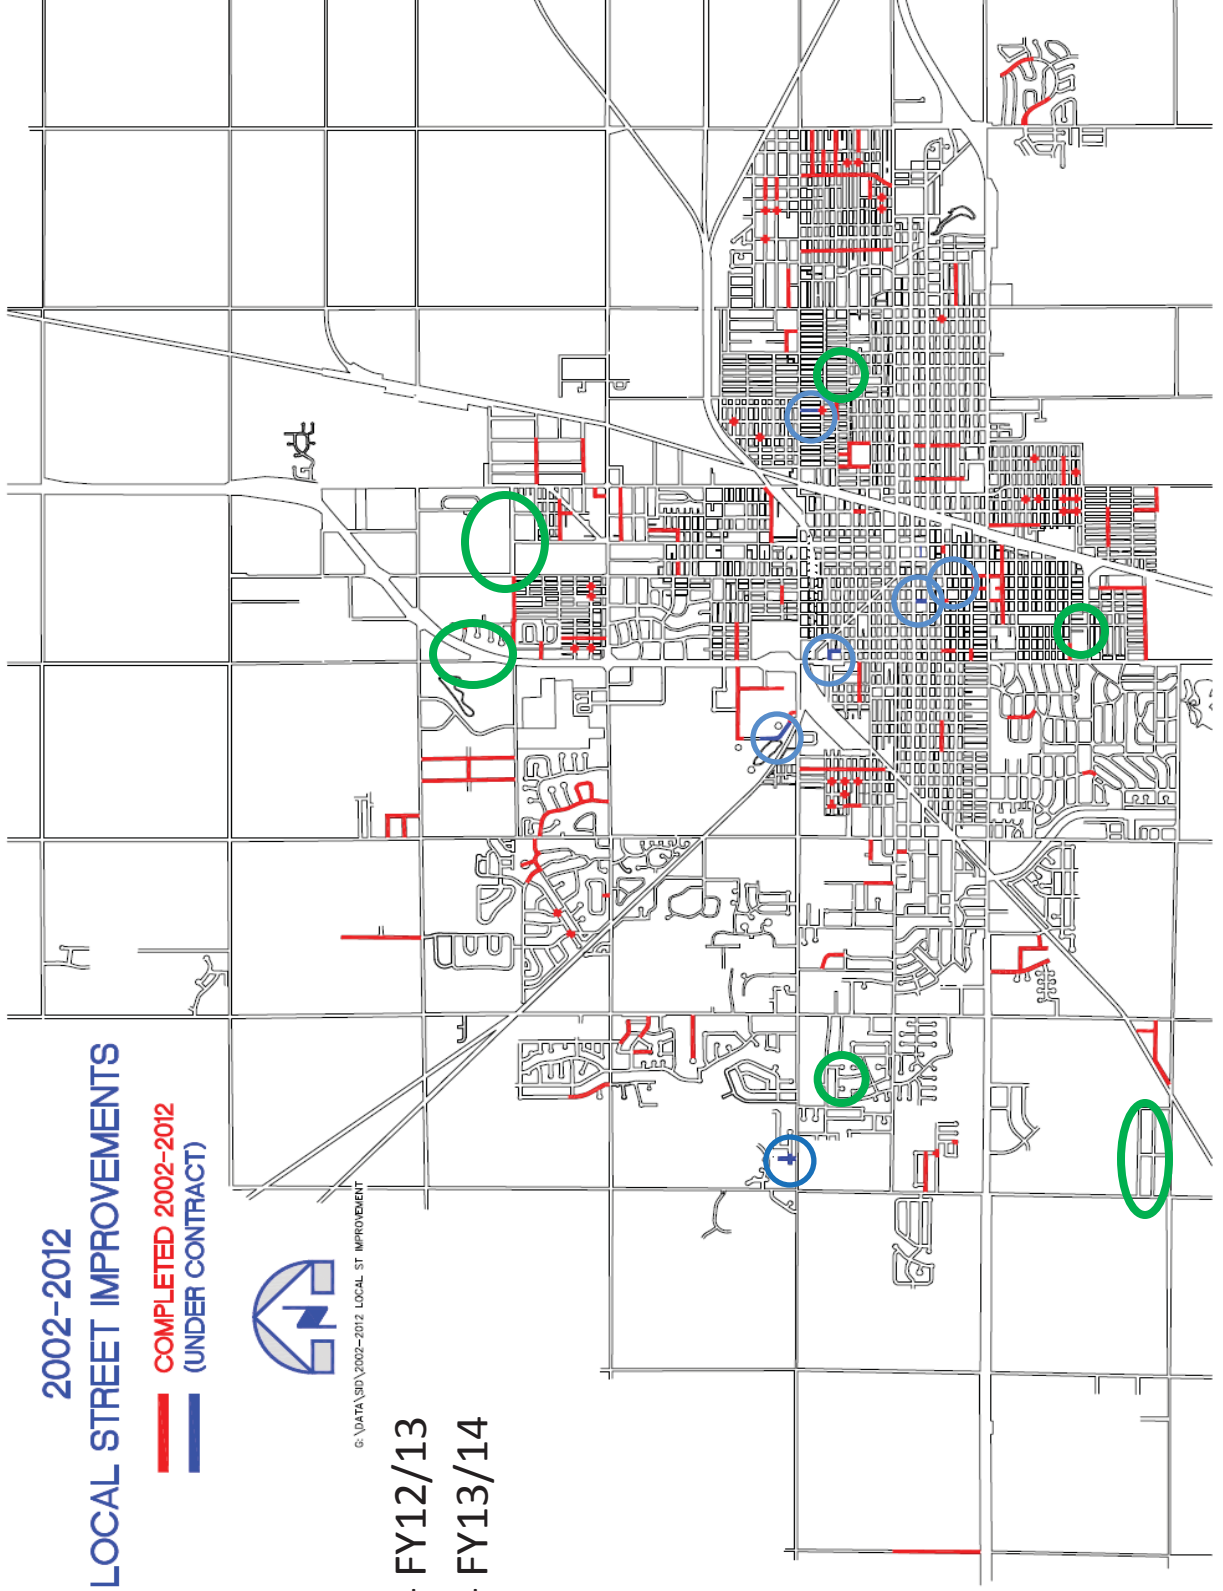 2002-2012
LOCAL STREET IMPROVEMENTS
COMPLETED 2002-2012
(UNDER CONTRACT)
N
G:\DATA\SID\2002-2012 LOCAL ST IMPROVEMENT
- FY12/13
- FY13/14